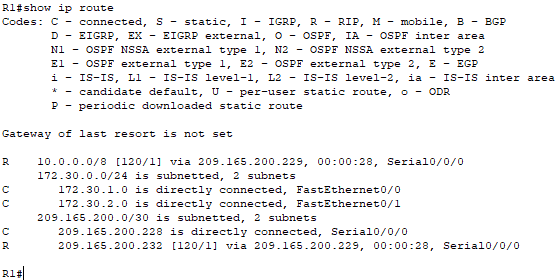 R1#show ip route
Codes: C - connected, S - static, I - IGRP, R - RIP, M - mobile, B - BGP
       D - EIGRP, EX - EIGRP external, O - OSPF, IA - OSPF inter area
       N1 - OSPF NSSA external type 1, N2 - OSPF NSSA external type 2
       E1 - OSPF external type 1, E2 - OSPF external type 2, E - EGP
       i - IS-IS, L1 - IS-IS level-1, L2 - IS-IS level-2, ia - IS-IS inter area
       * - candidate default, U - per-user static route, o - ODR
       P - periodic downloaded static route
Gateway of last resort is not set
R    10.0.0.0/8 [120/1] via 209.165.200.229, 00:00:28, Serial0/0/0
     172.30.0.0/24 is subnetted, 2 subnets
C       172.30.1.0 is directly connected, FastEthernet0/0
C       172.30.2.0 is directly connected, FastEthernet0/1
     209.165.200.0/30 is subnetted, 2 subnets
C       209.165.200.228 is directly connected, Serial0/0/0
R       209.165.200.232 [120/1] via 209.165.200.229, 00:00:28, Serial0/0/0
R1#